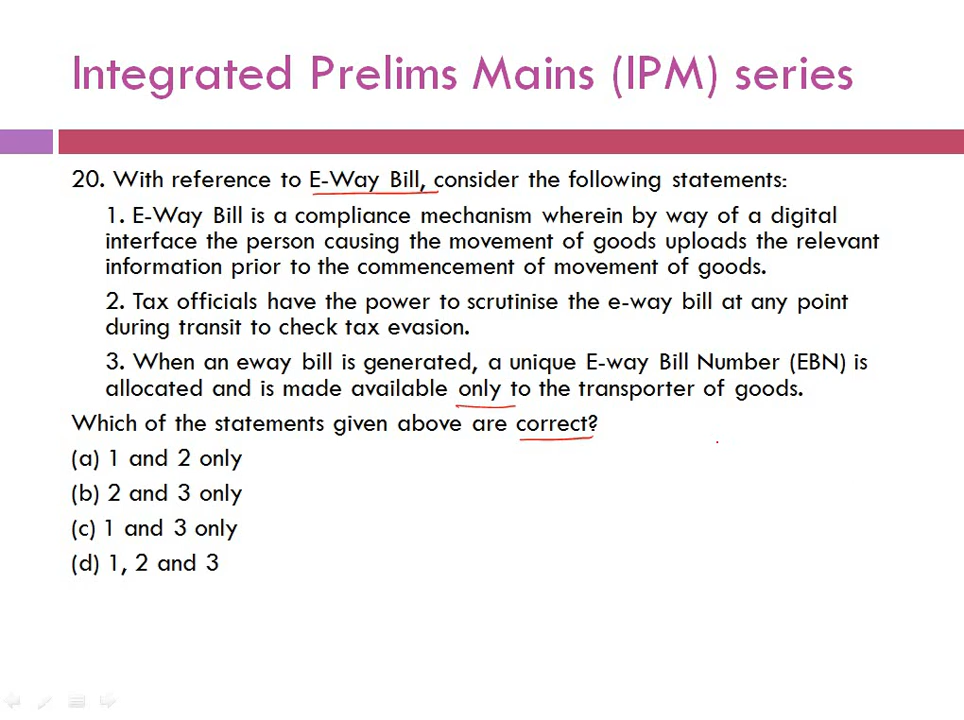 Integrated Prelims Mains (IPM) series
20. With reference to E-Way Bill, consider the following statements:
1. E-Way Bill is a compliance mechanism wherein by way of a digital
interface the person causing the movement of goods uploads the relevant
information prior to the commencement of movement of goods.
2. Tax officials have the power to scrutinise the e-way bill at any point
during transit to check tax evasion.
3. When an eway bill is generated, a unique E-way Bill Number (EBN) is
allocated and is made available only to the transporter of goods.
Which of the statements given above are correct?
(a) 1 and 2 only
(b) 2 and 3 only
(c) 1 and 3 only
(d) 1, 2 and 3